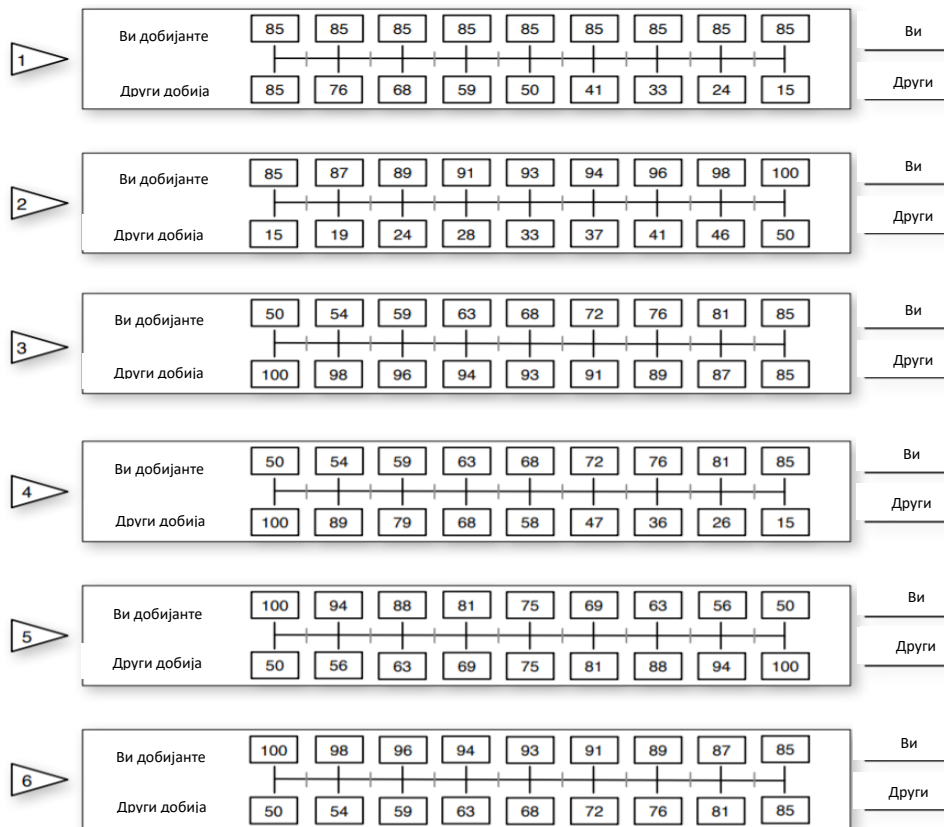 1
Ви добијанте 85 85 85 85 85 85 85 85 85 Ви
Други добија 85 76 68 59 50 41 33 24 15 Други
2
Ви добијанте 85 87 89 91 93 94 96 98 100 Ви
Други добија 15 19 24 28 33 37 41 46 50 Други
3
Ви добијанте 50 54 59 63 68 72 76 81 85 Ви
Други добија 100 98 96 94 93 91 89 87 85 Други
4
Ви добијанте 50 54 59 63 68 72 76 81 85 Ви
Други добија 100 89 79 68 58 47 36 26 15 Други
5
Ви добијанте 100 94 88 81 75 69 63 56 50 Ви
Други добија 50 56 63 69 75 81 88 94 100 Други
6
Ви добијанте 100 98 96 94 93 91 89 87 85 Ви
Други добија 50 54 59 63 68 72 76 81 85 Други